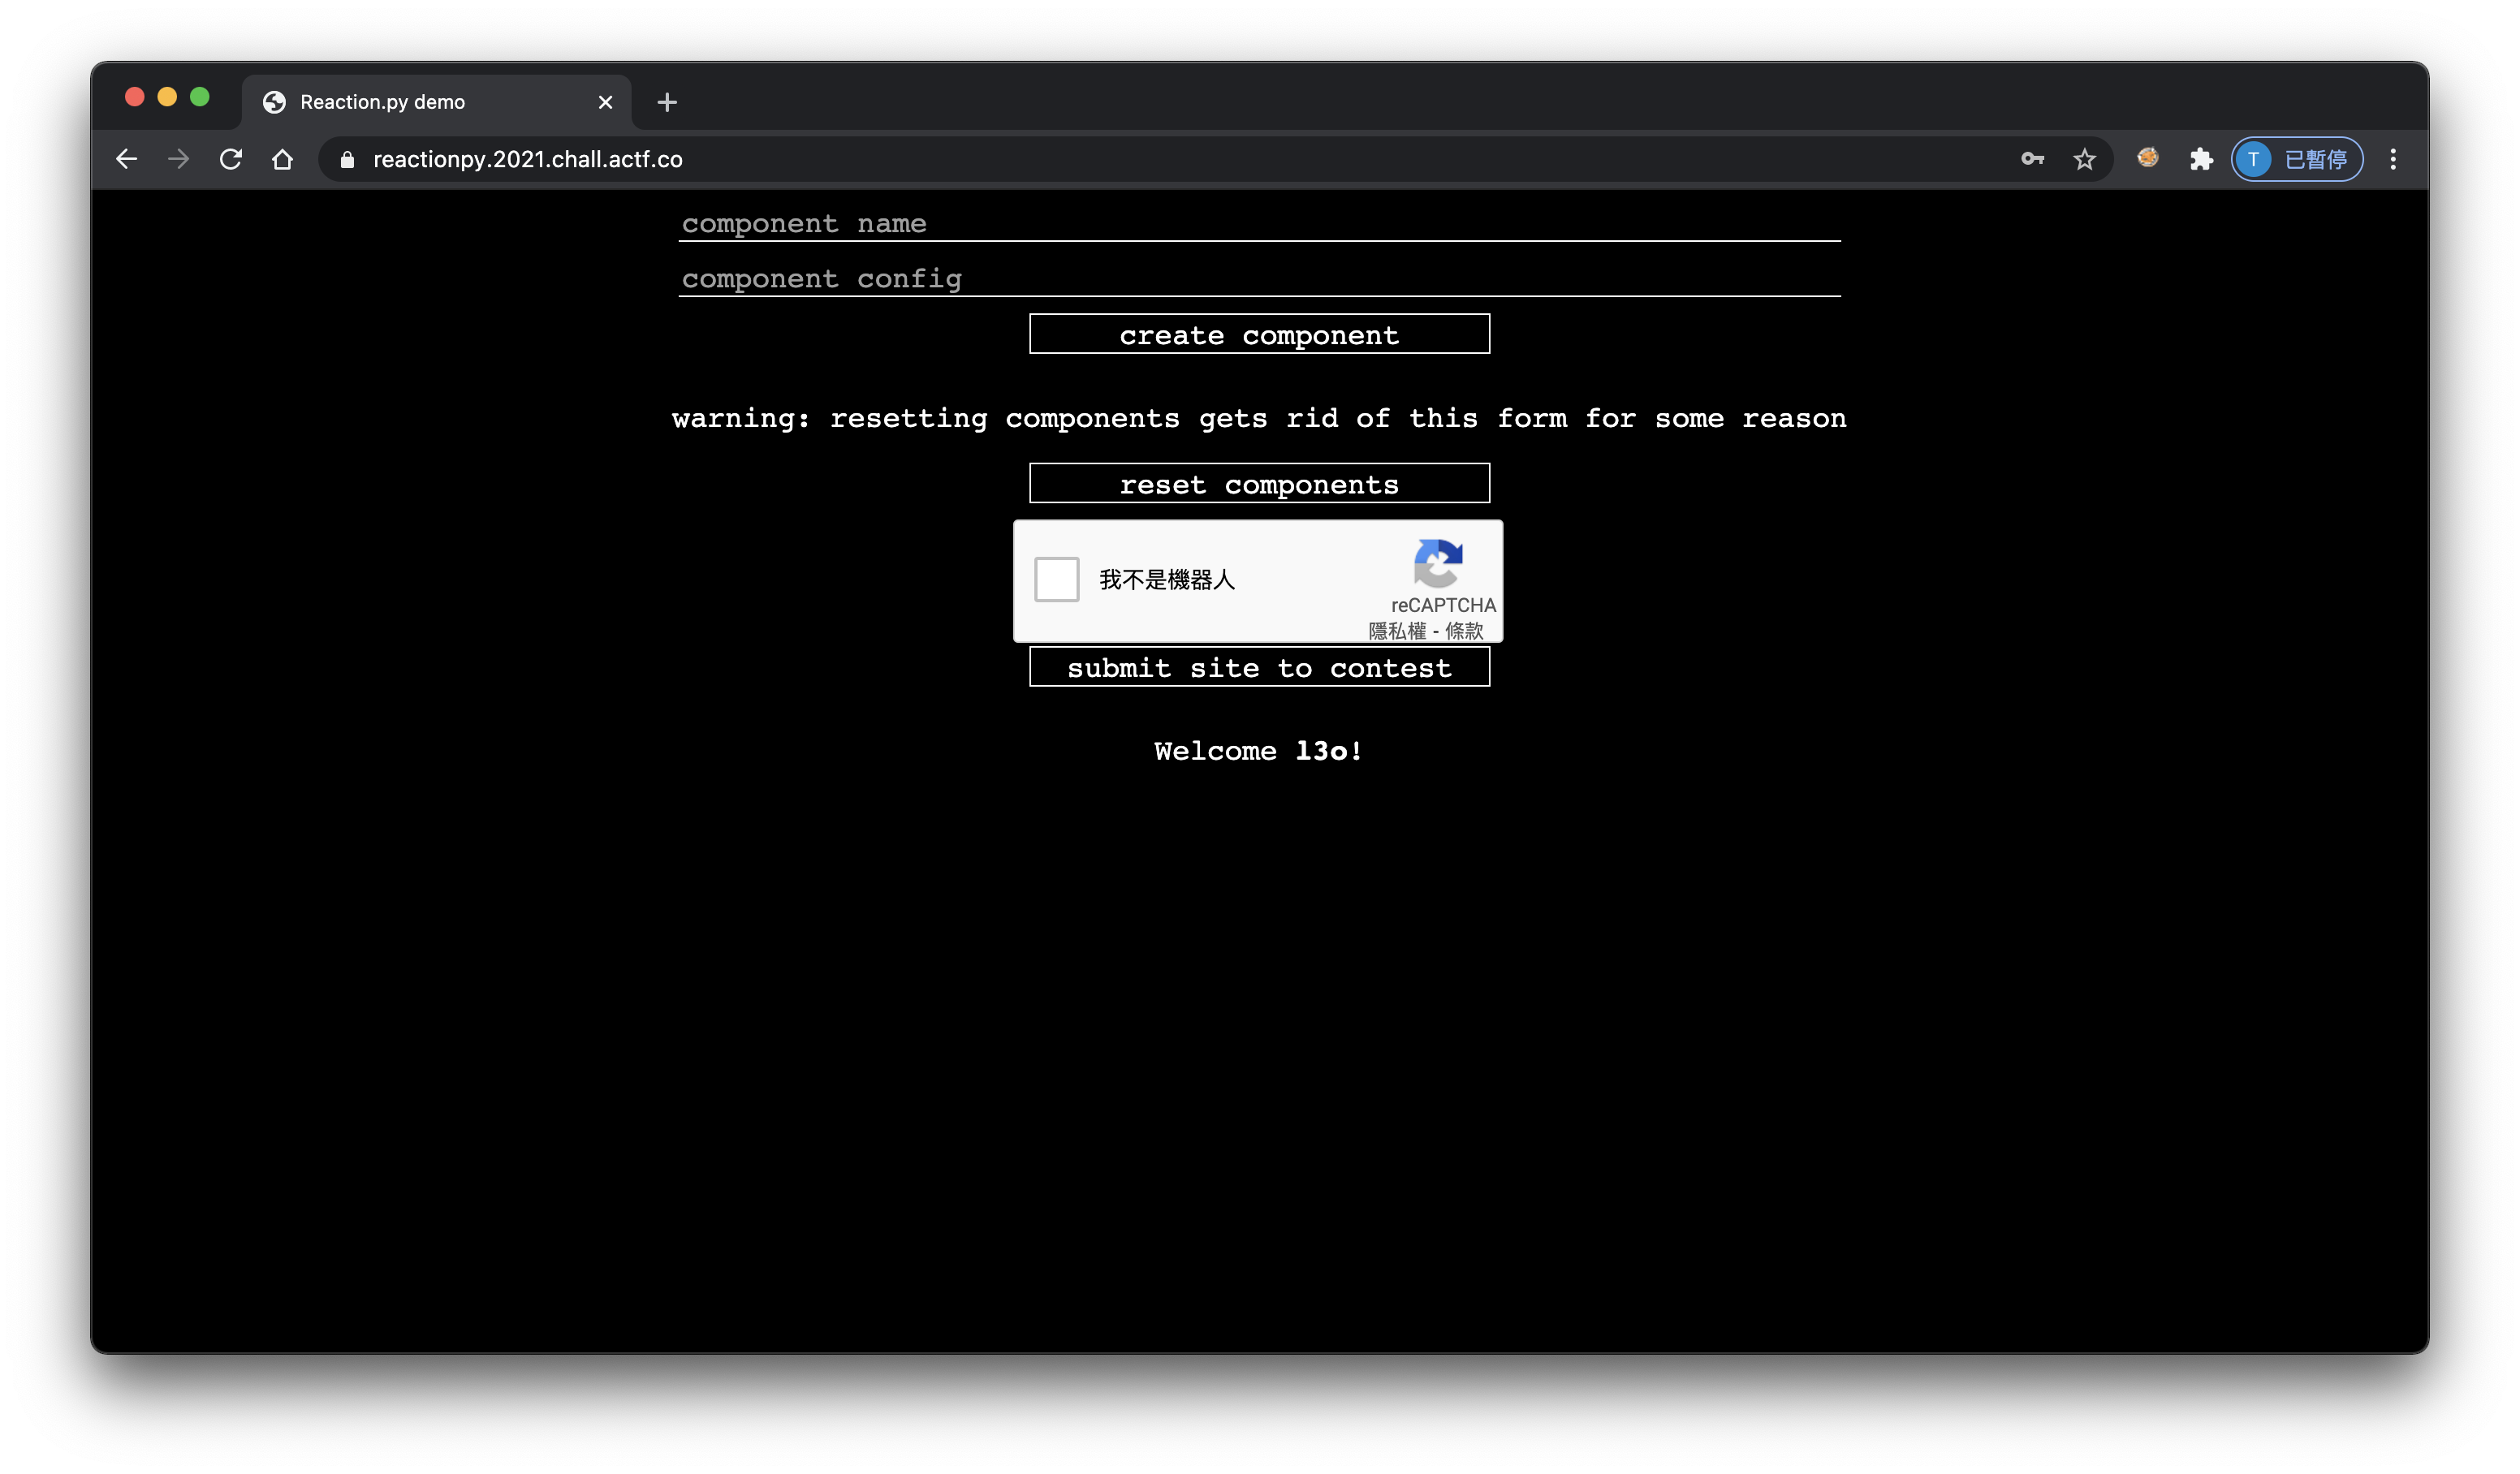 Reaction.py demo
reactionpy.2021.chall.actf.co
T 已暫停
component name
component config
create component
warning: resetting components gets rid of this form for some reason
reset components
我不是機器人
reCAPTCHA
隱私權 - 條款
submit site to contest
Welcome l3o!